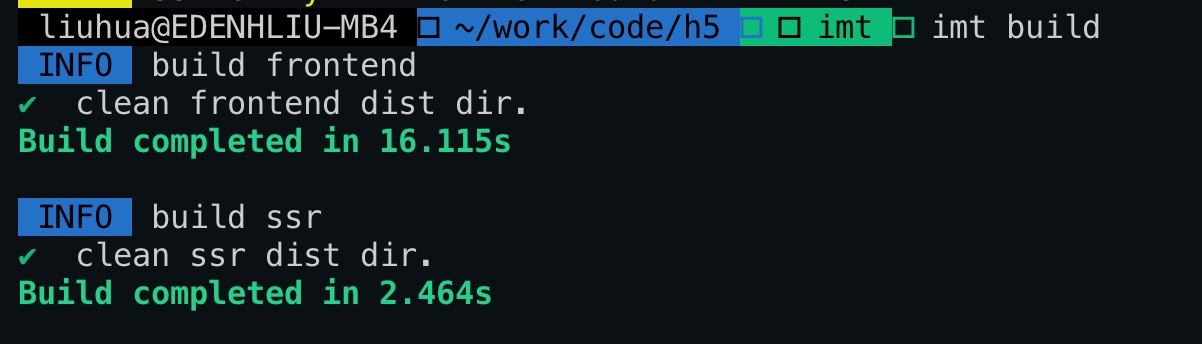 liuhua@EDENHLIU-MB4 ~/work/code/h5 imt imt build
INFO build frontend
✔ clean frontend dist dir.
Build completed in 16.115s
INFO build ssr
✔ clean ssr dist dir.
Build completed in 2.464s